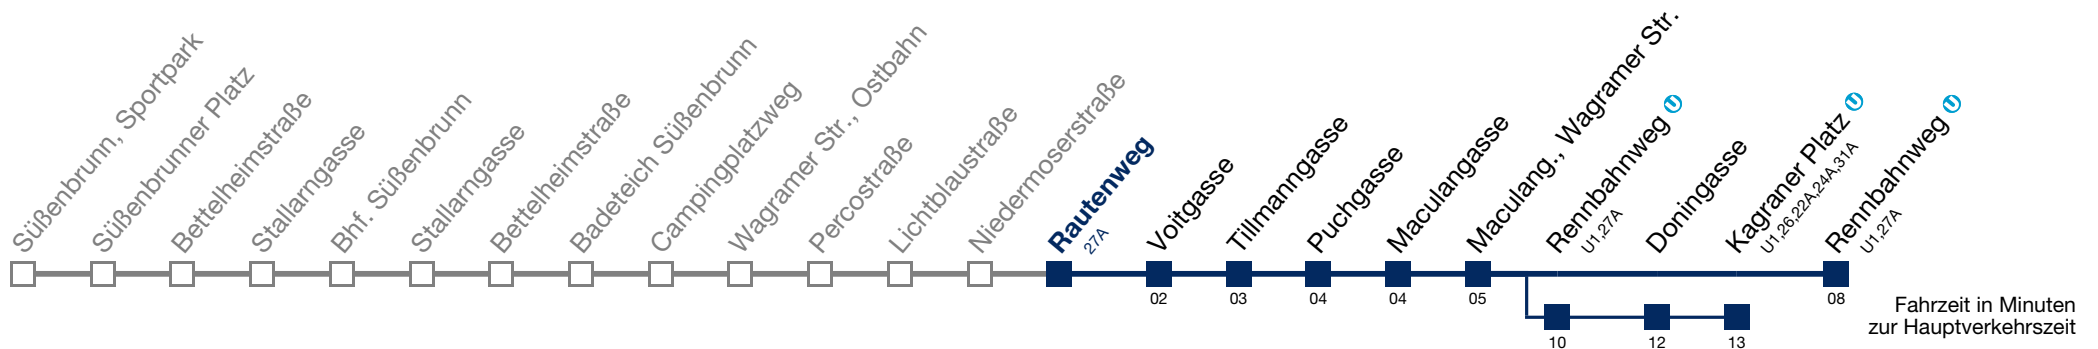 Süßenbrunn, Sportpark
Süßenbrunner Platz
Bettelheimstraße
Stallarngasse
Bhf. Süßenbrunn
Stallarngasse
Bettelheimstraße
Badeteich Süßenbrunn
Campingplatzweg
Wagramer Str., Ostbahn
Percostraße
Lichtblaustraße
Niedermoserstraße
Rautenweg
27A
Voitgasse
Tillmanngasse
Puchgasse
Maculangasse
Maculang., Wagramer Str.
Rennbahnweg U
U1,27A
Doningasse
Kagraner Platz U
U1,26,22A,24A,31A
Rennbahnweg U
U1,27A
02
03
04
04
05
08
10
12
13
Fahrzeit in Minuten
zur Hauptverkehrszeit